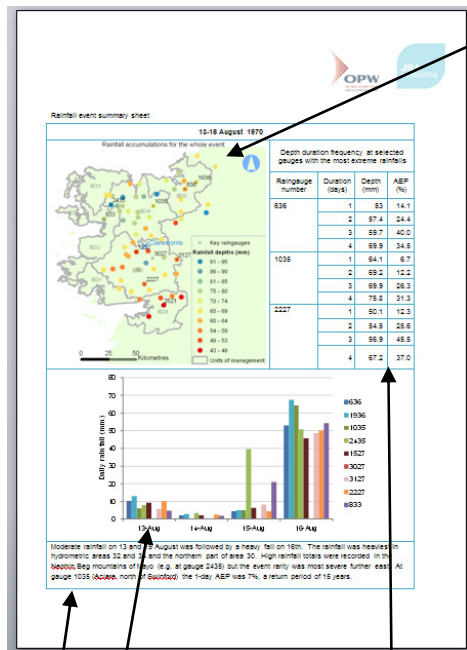 OPW
JBA
consulting
Rainfall event summary sheet
13-16 August 1970
Rainfall accumulations for the whole event
Depth duration frequency at selected
gauges with the most extreme rainfalls
Raingauge number Duration (days) Depth (mm) AEP (%)
636 1 53 14.1
2 57.4 24.4
3 59.7 40.0
4 69.9 34.5
1035 1 64.1 6.7
2 69.2 12.2
3 69.9 26.3
4 75.8 31.3
2227 1 50.1 12.3
2 54.5 25.6
3 56.9 45.5
4 67.2 37.0
1036
636
2435
833
Claremorris
3027
3127
2227
Key raingauges
Rainfall depths (mm)
91 - 95
86 - 90
81 - 85
75 - 80
70 - 74
65 - 69
60 - 64
54 - 59
49 - 53
43 - 48
Units of management
0 25 50 Kilometres
Daily rainfall (mm)
80
70
60
50
40
30
20
10
0
13-Aug 14-Aug 15-Aug 16-Aug
636
1936
1035
2435
1527
3027
3127
2227
833
Moderate rainfall on 13 and 15 August was followed by a heavy fall on 16th. The rainfall was heaviest in
hydrometric areas 32 and 33 and the northern part of area 30. High rainfall totals were recorded in the
Nephin Beg mountains of Mayo (e.g. at gauge 2435) but the event rarity was most severe further east. At
gauge 1035 (Aclare, north of Swinford) the 1-day AEP was 7%, a return period of 15 years.